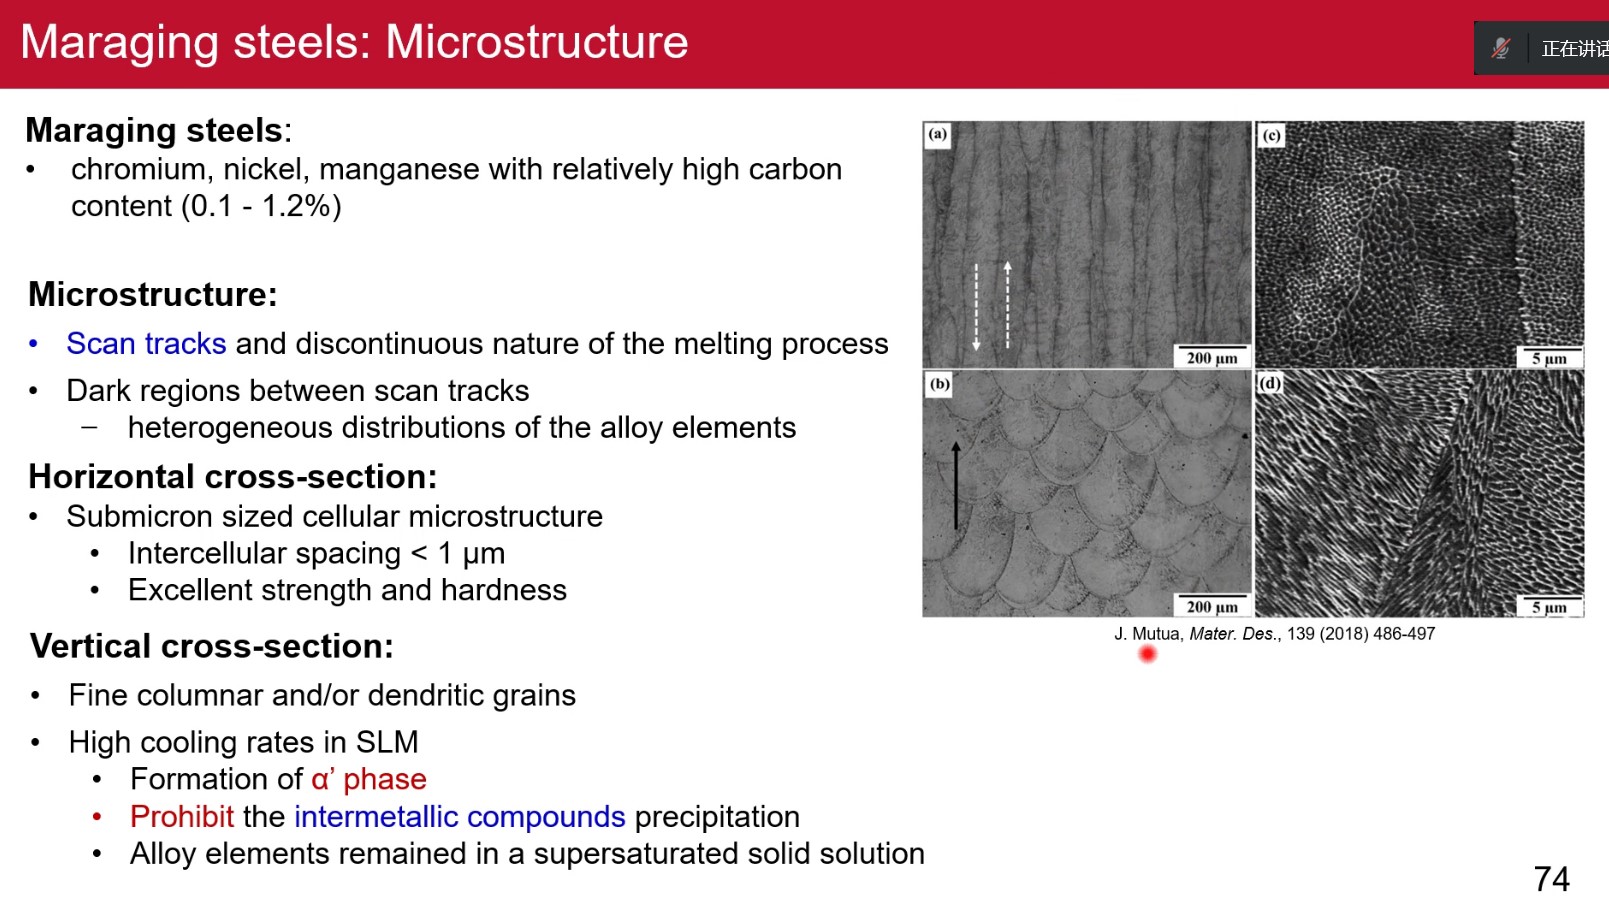 Maraging steels: Microstructure
正在讲话
Maraging steels:
• chromium, nickel, manganese with relatively high carbon
content (0.1 - 1.2%)
Microstructure:
• Scan tracks and discontinuous nature of the melting process
• Dark regions between scan tracks
– heterogeneous distributions of the alloy elements
Horizontal cross-section:
• Submicron sized cellular microstructure
• Intercellular spacing < 1 μm
• Excellent strength and hardness
Vertical cross-section:
• Fine columnar and/or dendritic grains
• High cooling rates in SLM
• Formation of α’ phase
• Prohibit the intermetallic compounds precipitation
• Alloy elements remained in a supersaturated solid solution
(a)
200 μm
(c)
5 μm
(b)
200 μm
(d)
5 μm
J. Mutua, Mater. Des., 139 (2018) 486-497
74